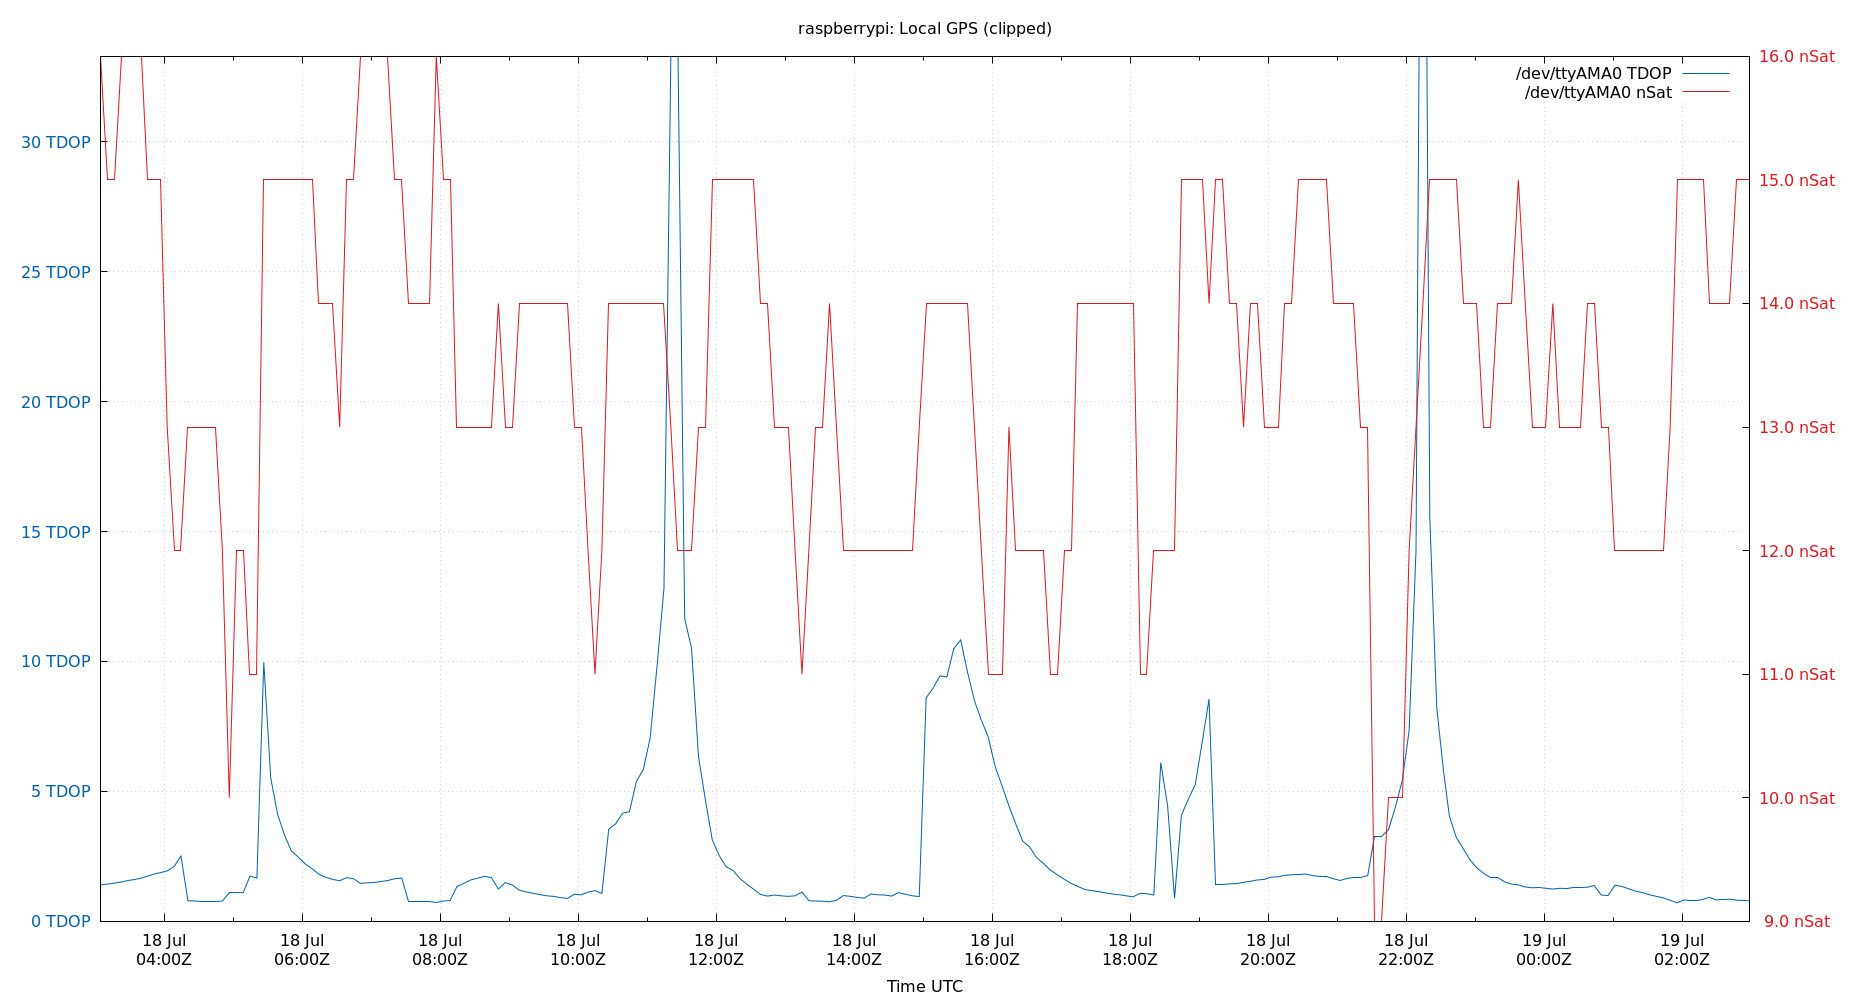 raspberrypi: Local GPS (clipped)
/dev/ttyAMA0 TDOP
/dev/ttyAMA0 nSat
30 TDOP
25 TDOP
20 TDOP
15 TDOP
10 TDOP
5 TDOP
0 TDOP
16.0 nSat
15.0 nSat
14.0 nSat
13.0 nSat
12.0 nSat
11.0 nSat
10.0 nSat
9.0 nSat
18 Jul
04:00Z
18 Jul
06:00Z
18 Jul
08:00Z
18 Jul
10:00Z
18 Jul
12:00Z
18 Jul
14:00Z
18 Jul
16:00Z
18 Jul
18:00Z
18 Jul
20:00Z
18 Jul
22:00Z
19 Jul
00:00Z
19 Jul
02:00Z
Time UTC